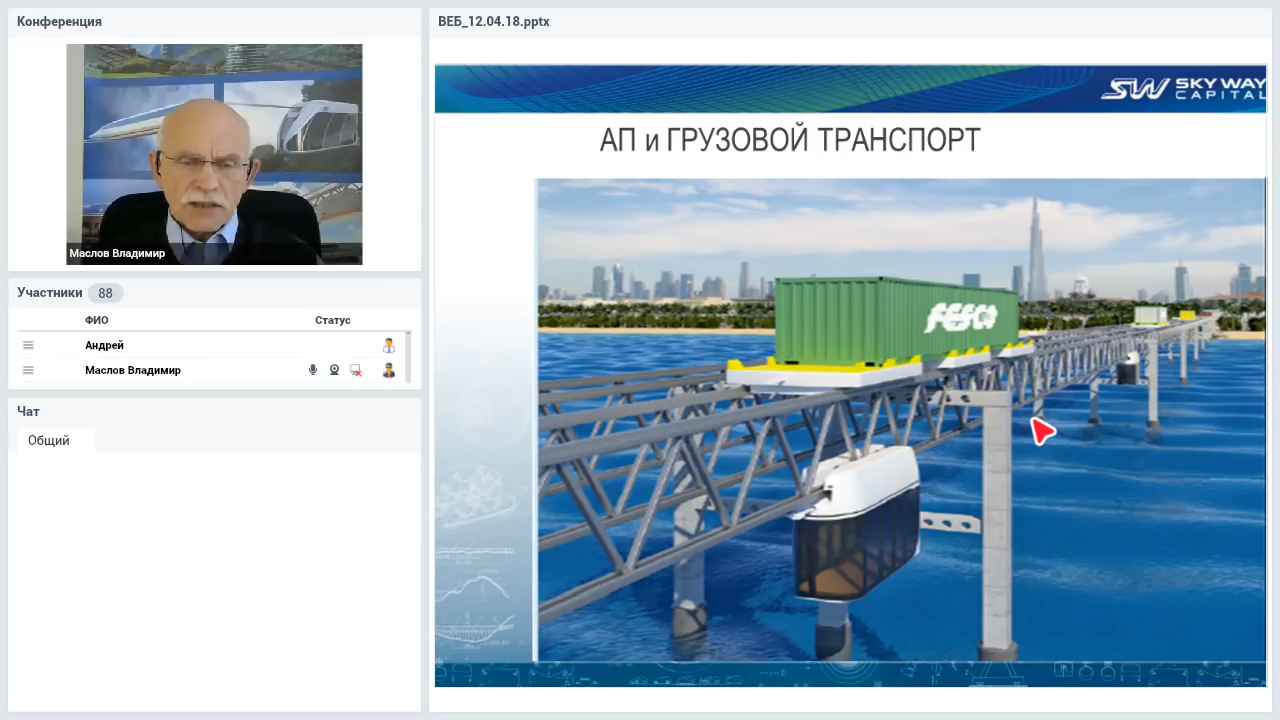 Конференция
Маслов Владимир
Участники 88
ФИО Статус
Андрей
Маслов Владимир
Чат
Общий
ВЕБ_12.04.18.pptx
SW SKY WAY
CAPITAL
АП и ГРУЗОВОЙ ТРАНСПОРТ
FESCO